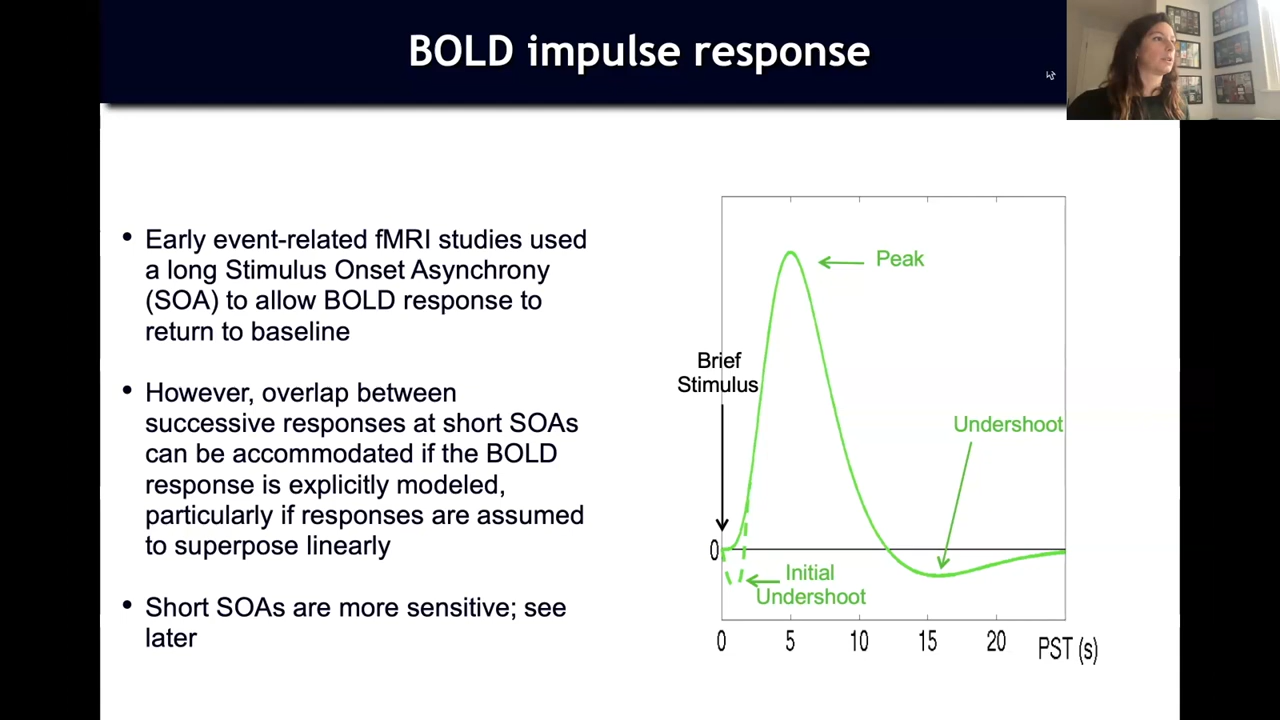 BOLD impulse response
• Early event-related fMRI studies used
a long Stimulus Onset Asynchrony
(SOA) to allow BOLD response to
return to baseline
• However, overlap between
successive responses at short SOAs
can be accommodated if the BOLD
response is explicitly modeled,
particularly if responses are assumed
to superpose linearly
• Short SOAs are more sensitive; see
later
Peak
Brief
Stimulus
Undershoot
0
Initial
Undershoot
0 5 10 15 20 PST (s)